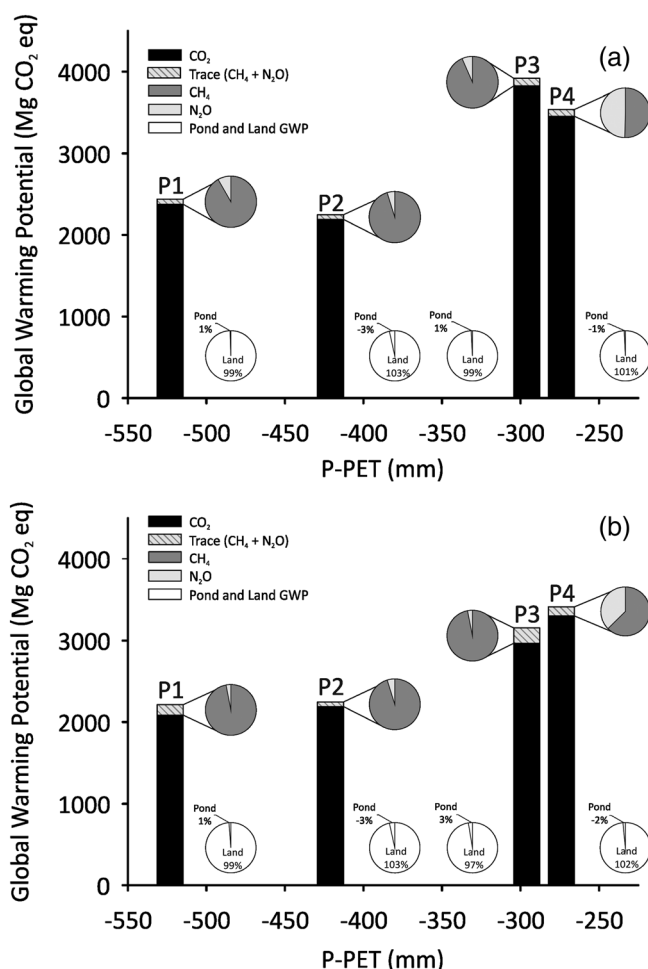 (a)
CO₂
Trace (CH₄ + N₂O)
CH₄
N₂O
Pond and Land GWP
Global Warming Potential (Mg CO₂ eq)
4000
3000
2000
1000
0
P1
P2
P3
P4
Pond
1%
Land
99%
Pond
-3%
Land
103%
Pond
1%
Land
99%
Pond
-1%
Land
101%
-550 -500 -450 -400 -350 -300 -250
P-PET (mm)
(b)
CO₂
Trace (CH₄ + N₂O)
CH₄
N₂O
Pond and Land GWP
Global Warming Potential (Mg CO₂ eq)
4000
3000
2000
1000
0
P1
P2
P3
P4
Pond
1%
Land
99%
Pond
-3%
Land
103%
Pond
3%
Land
97%
Pond
-2%
Land
102%
-550 -500 -450 -400 -350 -300 -250
P-PET (mm)